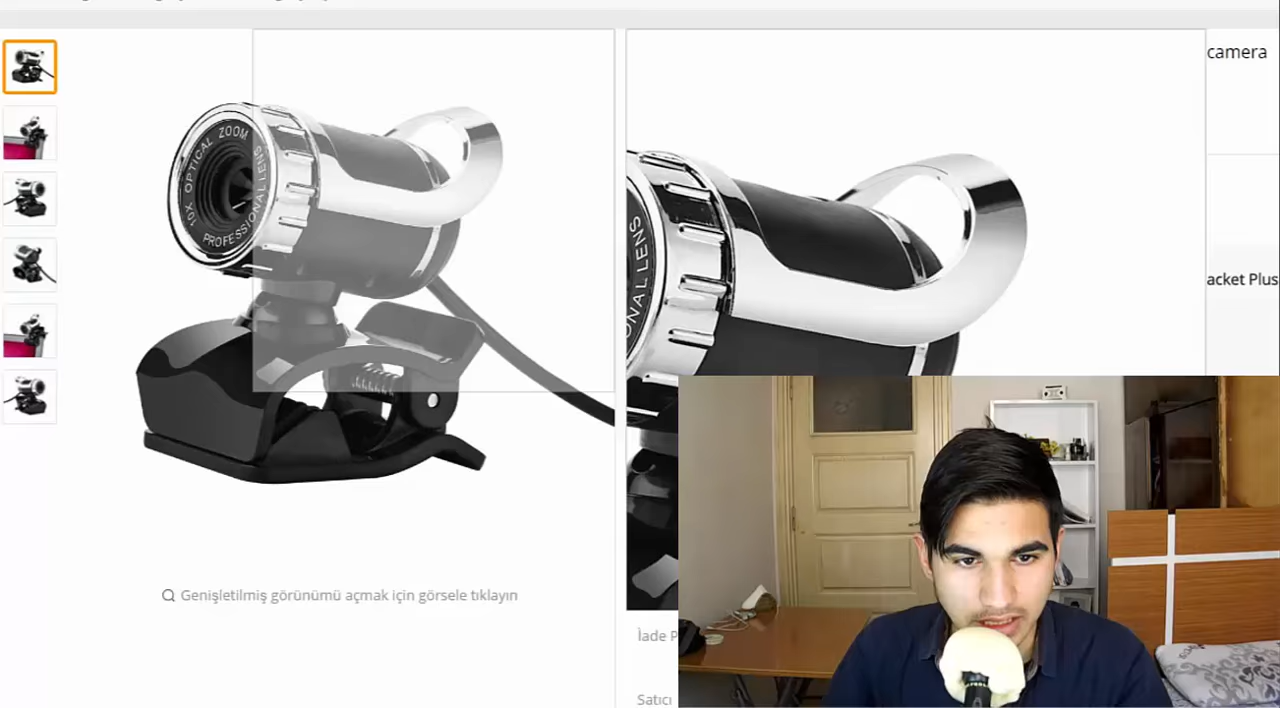 camera
10X OPTICAL ZOOM
PROFESSIONAL LENS
ONAL LENS
acket Plus
Genişletilmiş görünümü açmak için görsele tıklayın
İade P
Satıcı